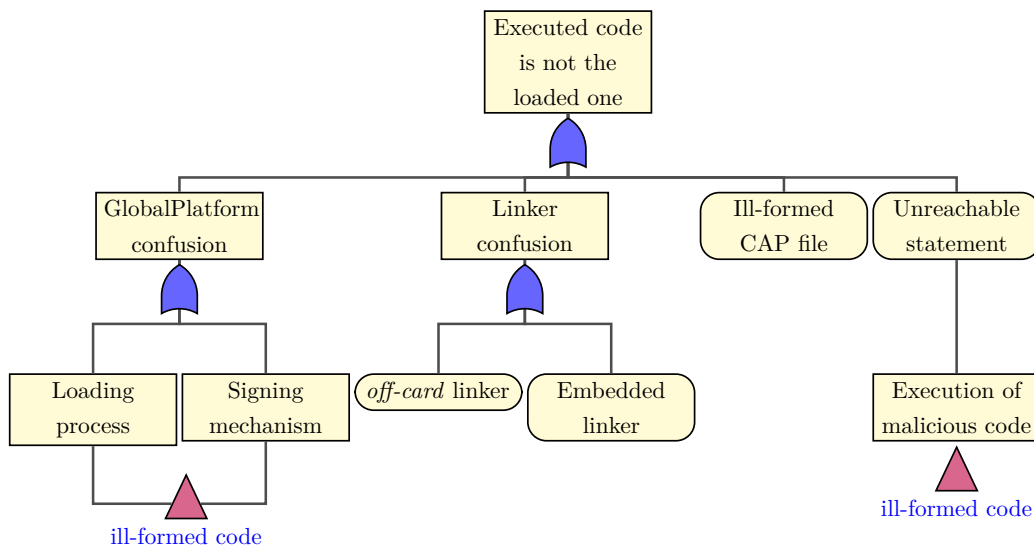 Executed code
is not the
loaded one
GlobalPlatform
confusion
Linker
confusion
Ill-formed
CAP file
Unreachable
statement
Loading
process
Signing
mechanism
off-card linker
Embedded
linker
Execution of
malicious code
ill-formed code
ill-formed code